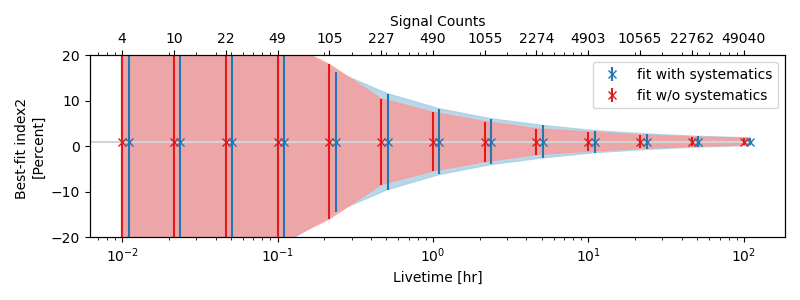 Signal Counts
4 10 22 49 105 227 490 1055 2274 4903 10565 22762 49040
20
10
0
−10
−20
Best-fit index2
[Percent]
fit with systematics
fit w/o systematics
10⁻² 10⁻¹ 10⁰ 10¹ 10²
Livetime [hr]